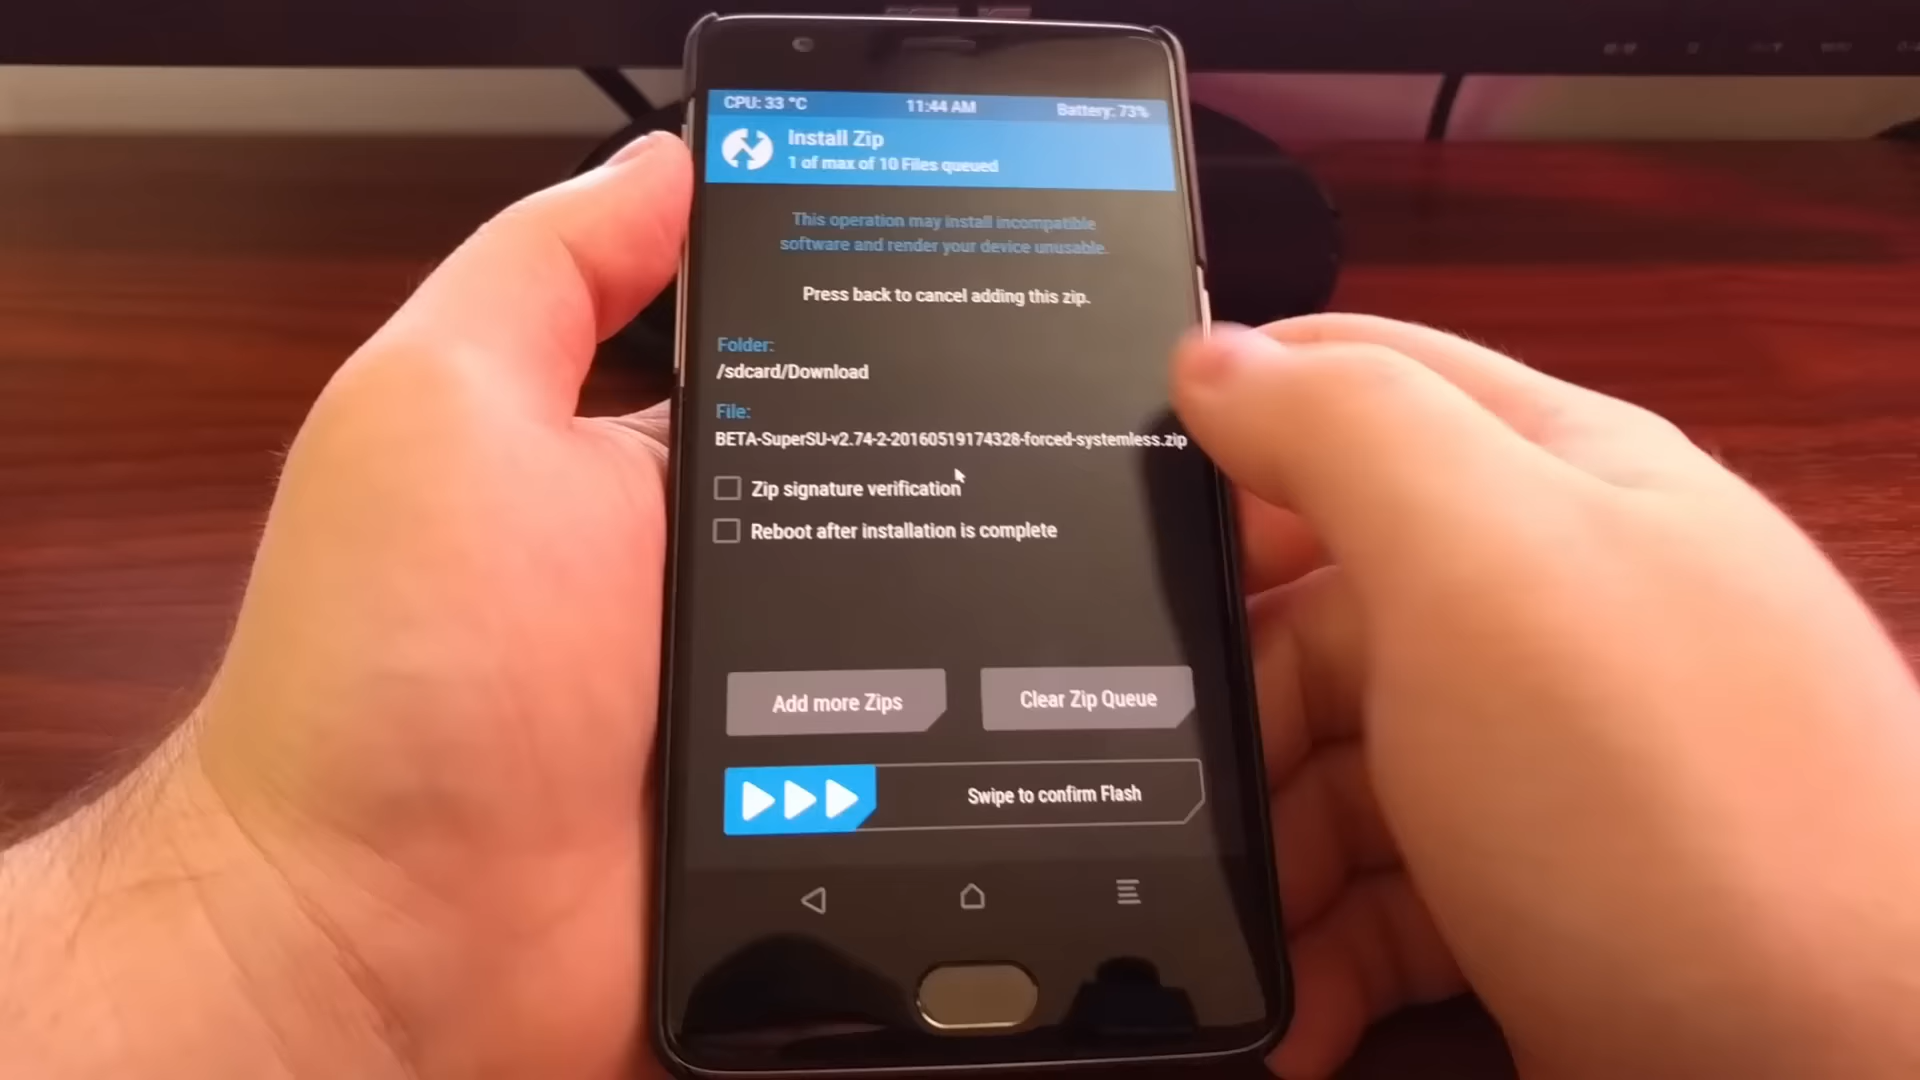 CPU: 33 °C 11:44 AM Battery: 73%
Install Zip
1 of max of 10 Files queued
This operation may install incompatible
software and render your device unusable.
Press back to cancel adding this zip.
Folder:
/sdcard/Download
File:
BETA-SuperSU-v2.74-2-20160519174328-forced-systemless.zip
Zip signature verification
Reboot after installation is complete
Add more Zips
Clear Zip Queue
Swipe to confirm Flash